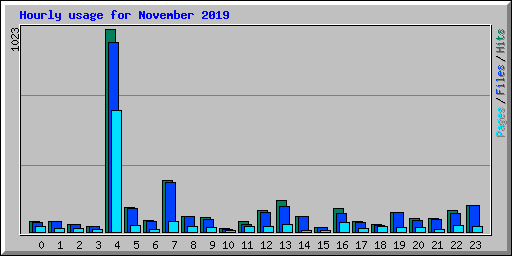 Hourly usage for November 2019
1023
Pages/Files/Hits
0 1 2 3 4 5 6 7 8 9 10 11 12 13 14 15 16 17 18 19 20 21 22 23